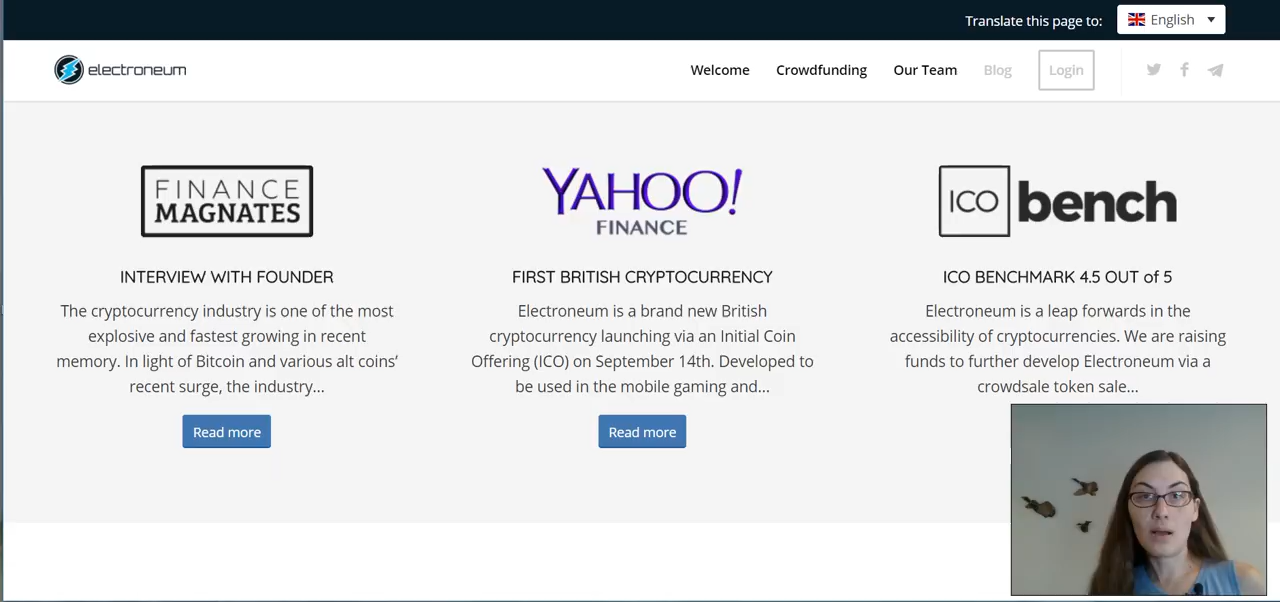 Translate this page to:
English
electroneum
Welcome
Crowdfunding
Our Team
Blog
Login
FINANCE
MAGNATES
INTERVIEW WITH FOUNDER
The cryptocurrency industry is one of the most
explosive and fastest growing in recent
memory. In light of Bitcoin and various alt coins’
recent surge, the industry...
Read more
YAHOO!
FINANCE
FIRST BRITISH CRYPTOCURRENCY
Electroneum is a brand new British
cryptocurrency launching via an Initial Coin
Offering (ICO) on September 14th. Developed to
be used in the mobile gaming and...
Read more
ICO bench
ICO BENCHMARK 4.5 OUT of 5
Electroneum is a leap forwards in the
accessibility of cryptocurrencies. We are raising
funds to further develop Electroneum via a
crowdsale token sale...